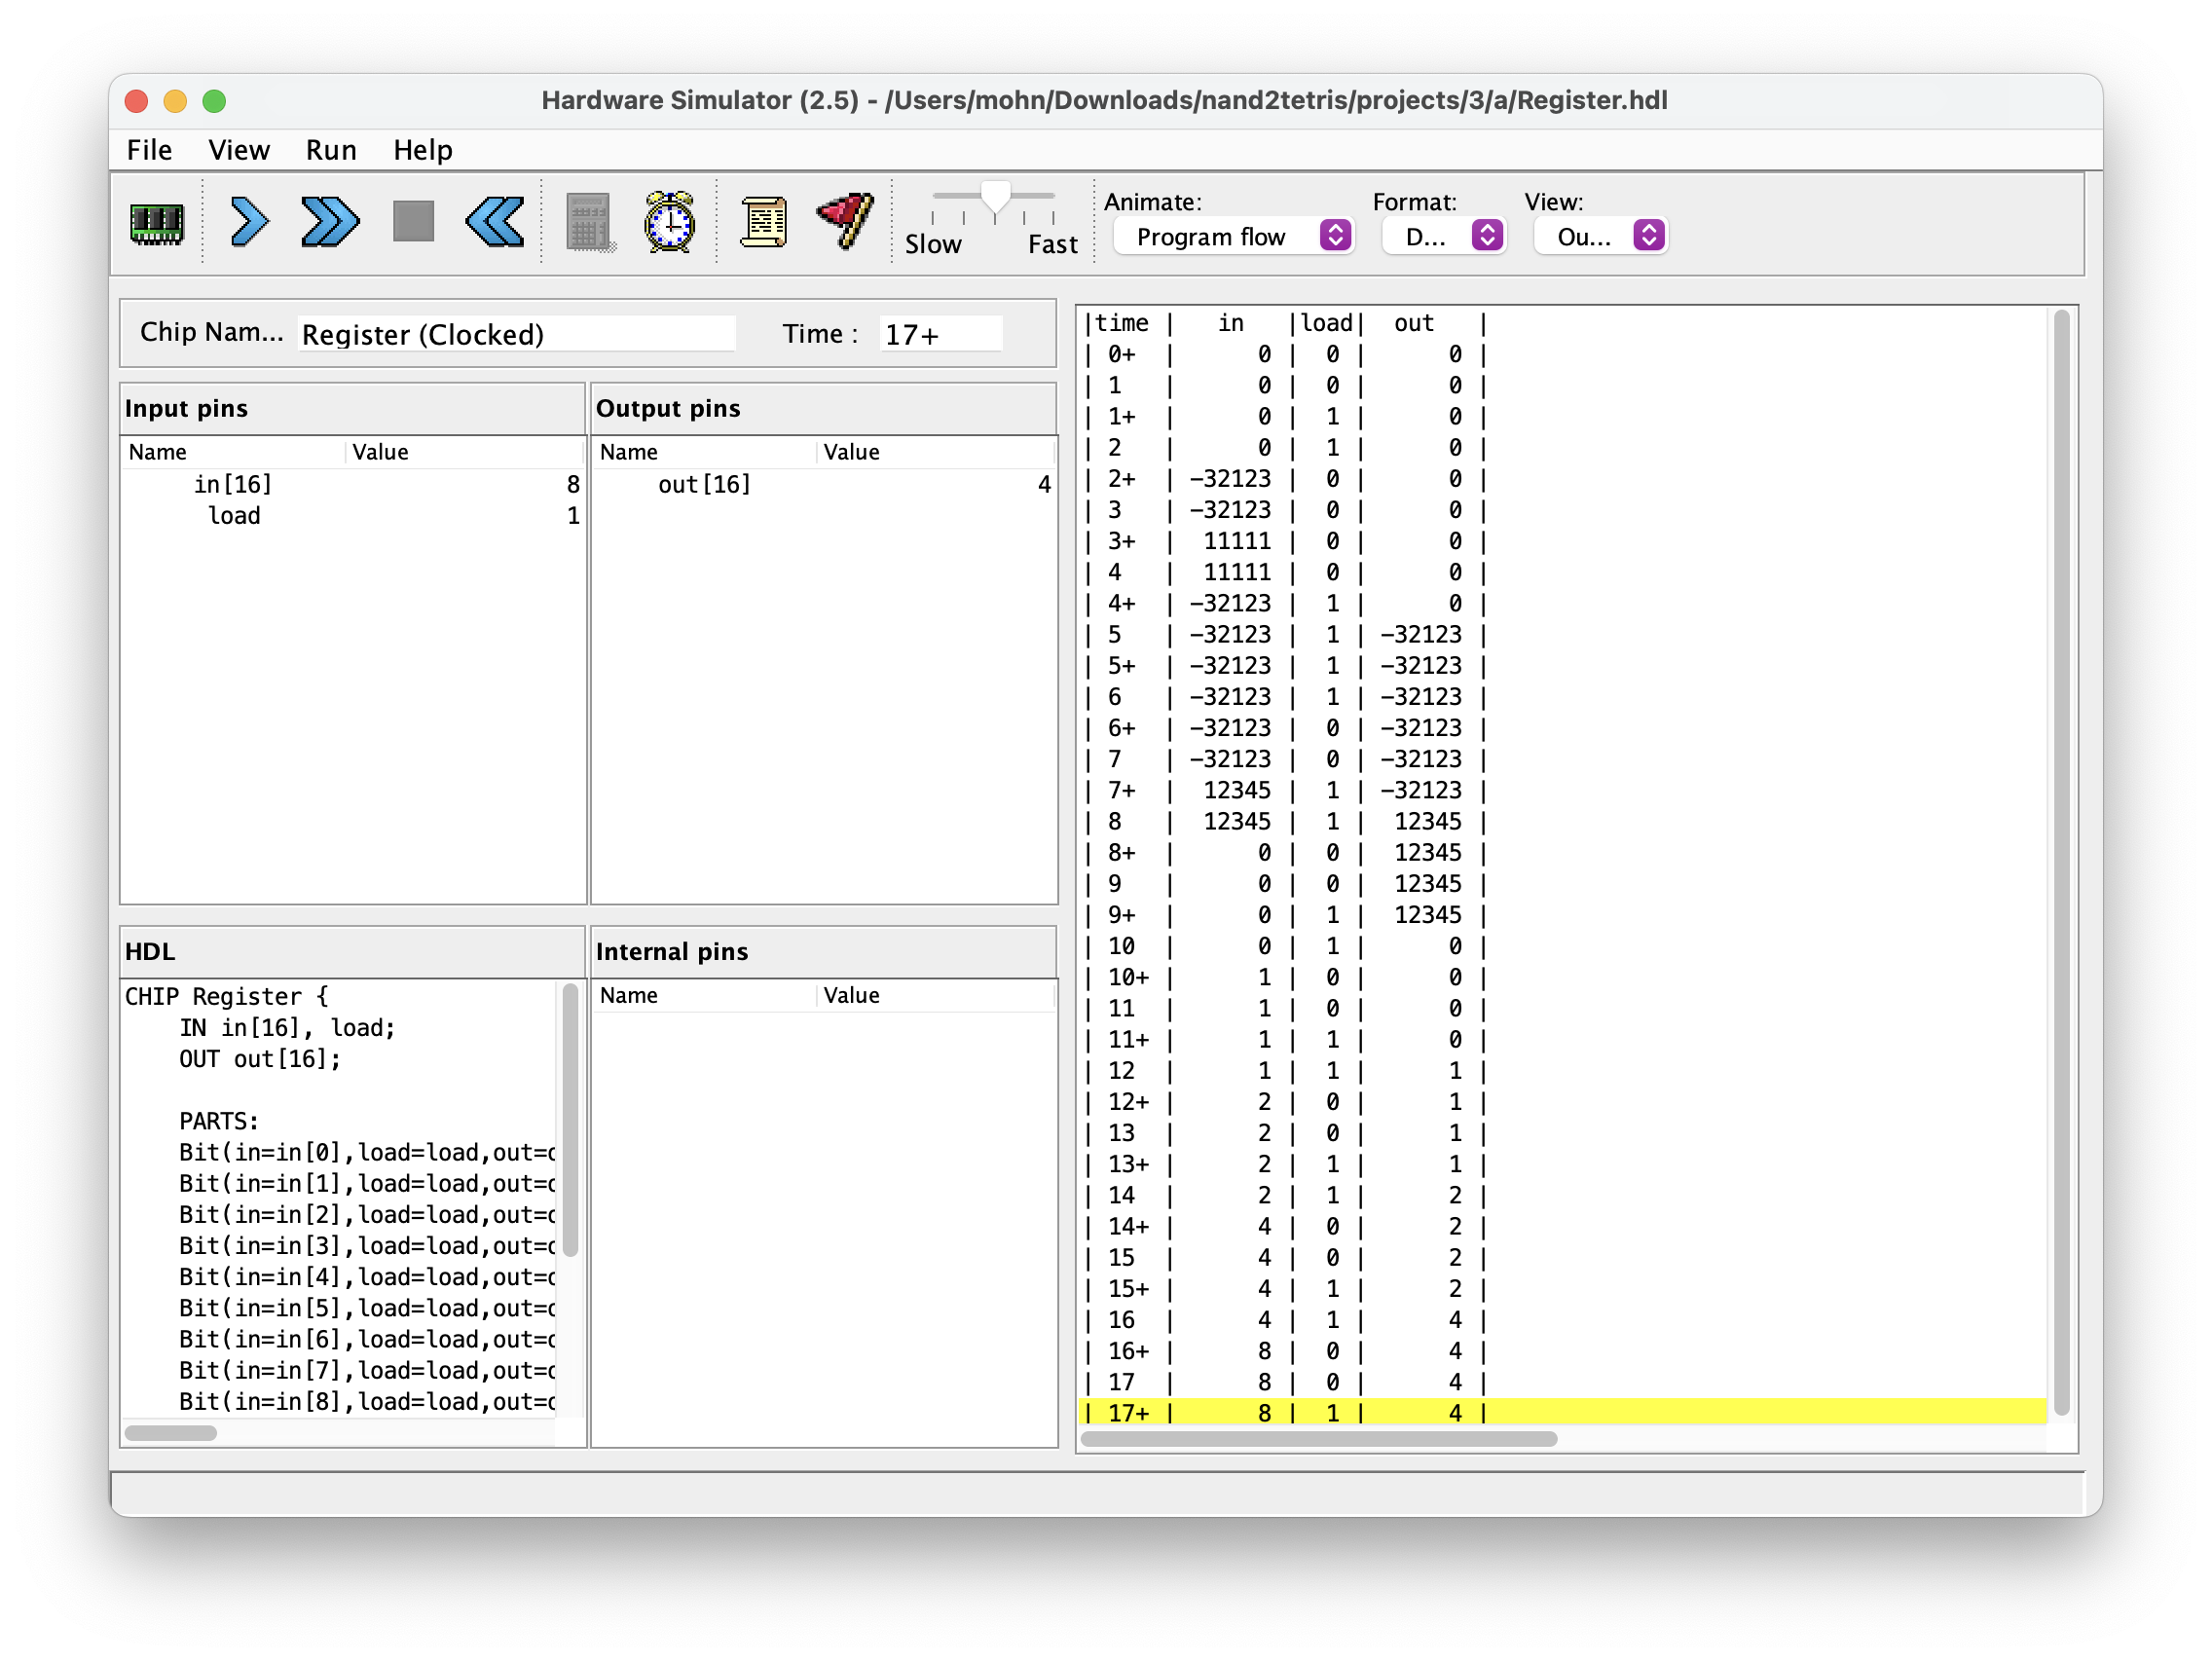 Hardware Simulator (2.5) - /Users/mohn/Downloads/nand2tetris/projects/3/a/Register.hdl
File View Run Help
Animate: Format: View:
Slow Fast Program flow D... Ou...
Chip Nam... Register (Clocked) Time : 17+
Input pins
Name Value
in[16] 8
load 1
Output pins
Name Value
out[16] 4
HDL
CHIP Register {
IN in[16], load;
OUT out[16];
PARTS:
Bit(in=in[0],load=load,out=o
Bit(in=in[1],load=load,out=o
Bit(in=in[2],load=load,out=o
Bit(in=in[3],load=load,out=o
Bit(in=in[4],load=load,out=o
Bit(in=in[5],load=load,out=o
Bit(in=in[6],load=load,out=o
Bit(in=in[7],load=load,out=o
Bit(in=in[8],load=load,out=o
Internal pins
Name Value
|time | in |load| out |
| 0+ | 0 | 0 | 0 |
| 1 | 0 | 0 | 0 |
| 1+ | 0 | 1 | 0 |
| 2 | 0 | 1 | 0 |
| 2+ | -32123 | 0 | 0 |
| 3 | -32123 | 0 | 0 |
| 3+ | 11111 | 0 | 0 |
| 4 | 11111 | 0 | 0 |
| 4+ | -32123 | 1 | 0 |
| 5 | -32123 | 1 | -32123 |
| 5+ | -32123 | 1 | -32123 |
| 6 | -32123 | 1 | -32123 |
| 6+ | -32123 | 0 | -32123 |
| 7 | -32123 | 0 | -32123 |
| 7+ | 12345 | 1 | -32123 |
| 8 | 12345 | 1 | 12345 |
| 8+ | 0 | 0 | 12345 |
| 9 | 0 | 0 | 12345 |
| 9+ | 0 | 1 | 12345 |
| 10 | 0 | 1 | 0 |
| 10+ | 1 | 0 | 0 |
| 11 | 1 | 0 | 0 |
| 11+ | 1 | 1 | 0 |
| 12 | 1 | 1 | 1 |
| 12+ | 2 | 0 | 1 |
| 13 | 2 | 0 | 1 |
| 13+ | 2 | 1 | 1 |
| 14 | 2 | 1 | 2 |
| 14+ | 4 | 0 | 2 |
| 15 | 4 | 0 | 2 |
| 15+ | 4 | 1 | 2 |
| 16 | 4 | 1 | 4 |
| 16+ | 8 | 0 | 4 |
| 17 | 8 | 0 | 4 |
| 17+ | 8 | 1 | 4 |